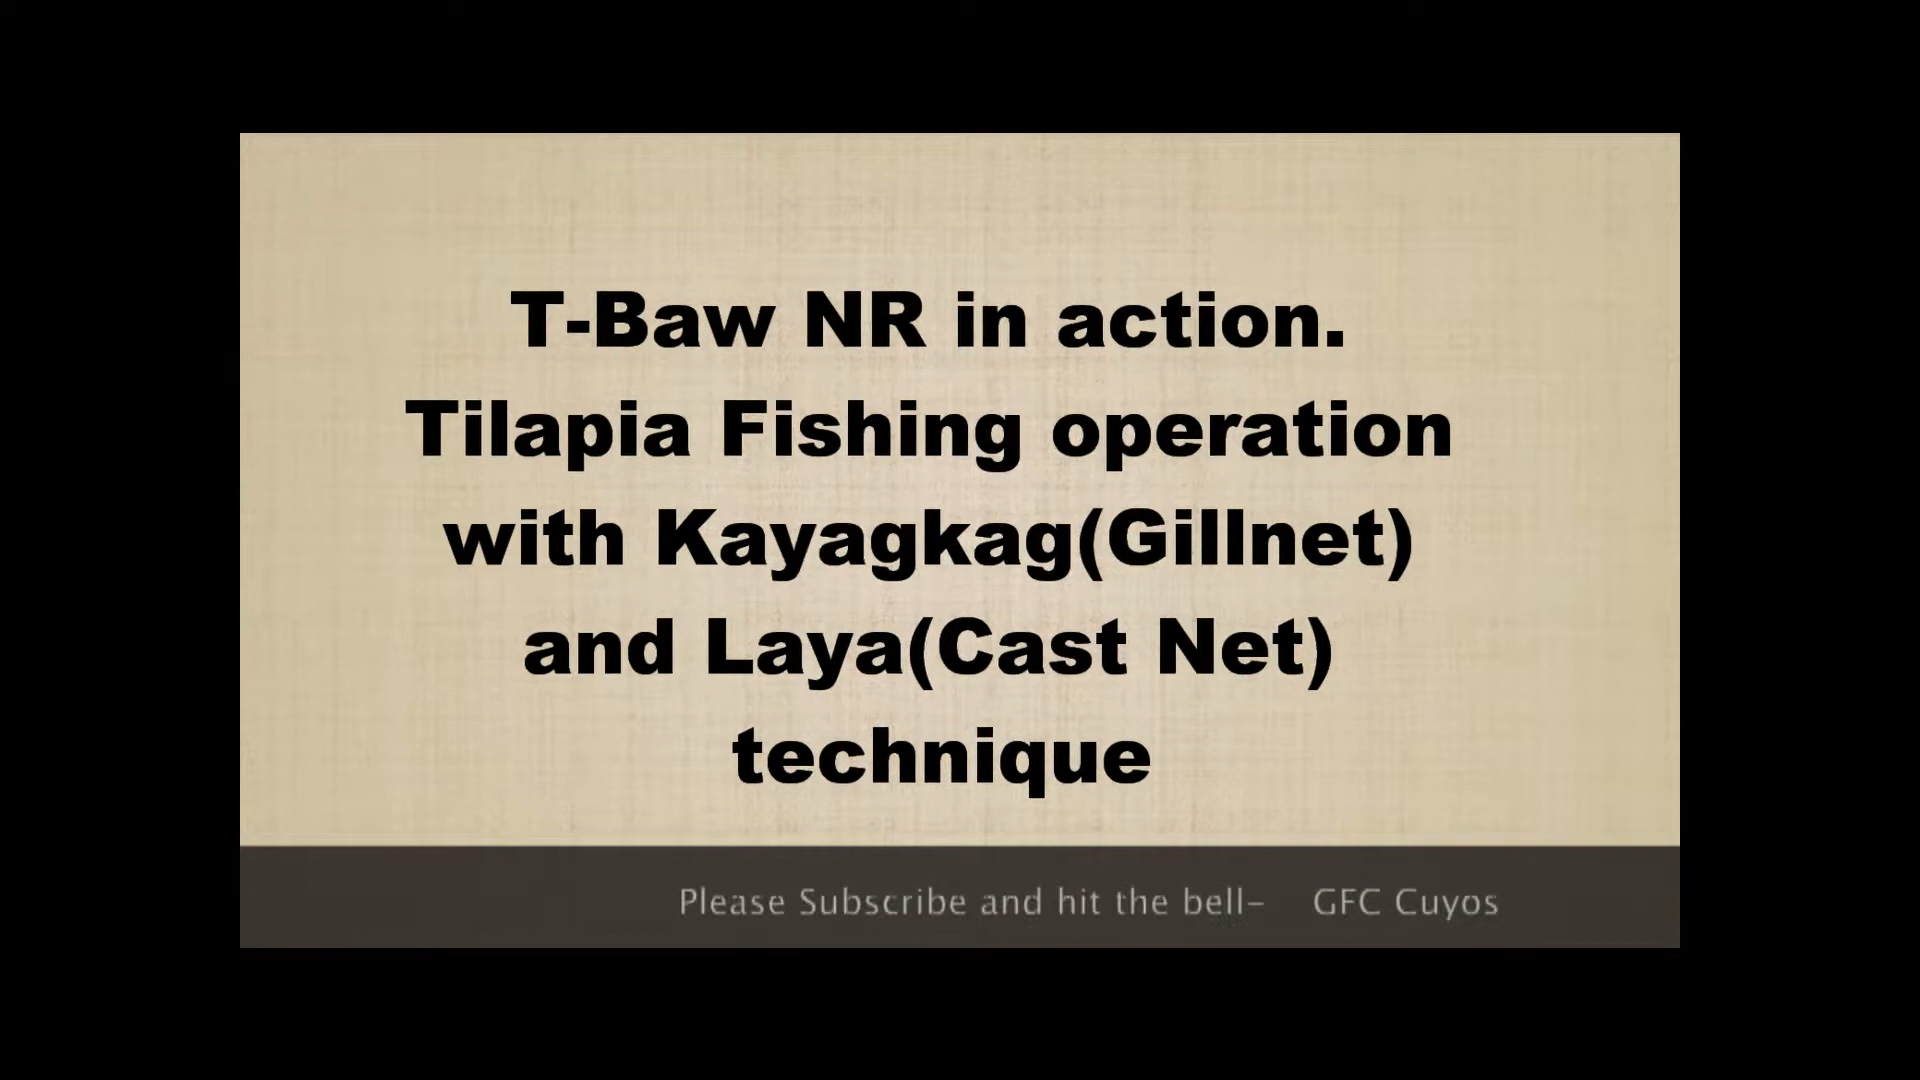 T-Baw NR in action.
Tilapia Fishing operation
with Kayagkag(Gillnet)
and Laya(Cast Net)
technique
Please Subscribe and hit the bell– GFC Cuyos